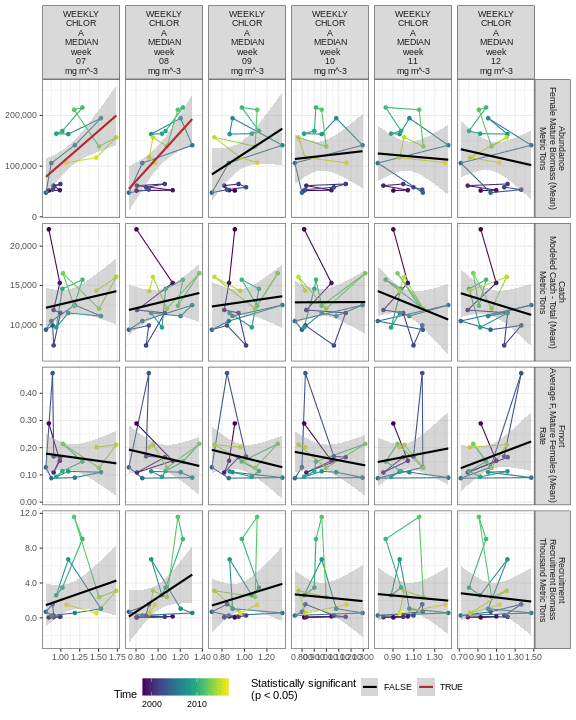 WEEKLY
CHLOR
A
MEDIAN
week
07
mg m^-3
WEEKLY
CHLOR
A
MEDIAN
week
08
mg m^-3
WEEKLY
CHLOR
A
MEDIAN
week
09
mg m^-3
WEEKLY
CHLOR
A
MEDIAN
week
10
mg m^-3
WEEKLY
CHLOR
A
MEDIAN
week
11
mg m^-3
WEEKLY
CHLOR
A
MEDIAN
week
12
mg m^-3
200,000
100,000
0
Abundance
Female Mature Biomass (Mean)
Metric Tons
20,000
15,000
10,000
Catch
Modelled Catch - Total (Mean)
Metric Tons
0.40
0.30
0.20
0.10
0.00
Fmort
Average F, Mature Females (Mean)
Rate
12.0
8.0
4.0
0.0
Recruitment
Recruitment Biomass
Thousand Metric Tons
1.00 1.25 1.50 1.75
0.80 1.00 1.20 1.40
0.80 1.00 1.20
0.90 1.10 1.30
0.70 0.90 1.10 1.30 1.50
Time
2000 2010
Statistically significant
(p < 0.05)
FALSE TRUE